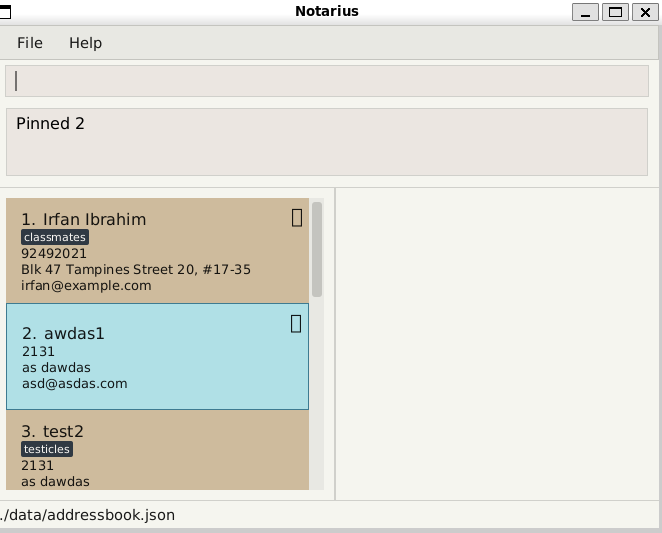 Notarius
File Help
Pinned 2
1. Irfan Ibrahim
classmates
92492021
Blk 47 Tampines Street 20, #17-35
irfan@example.com
2. awdas1
2131
as dawdas
asd@asdas.com
3. test2
testicles
2131
as dawdas
./data/addressbook.json